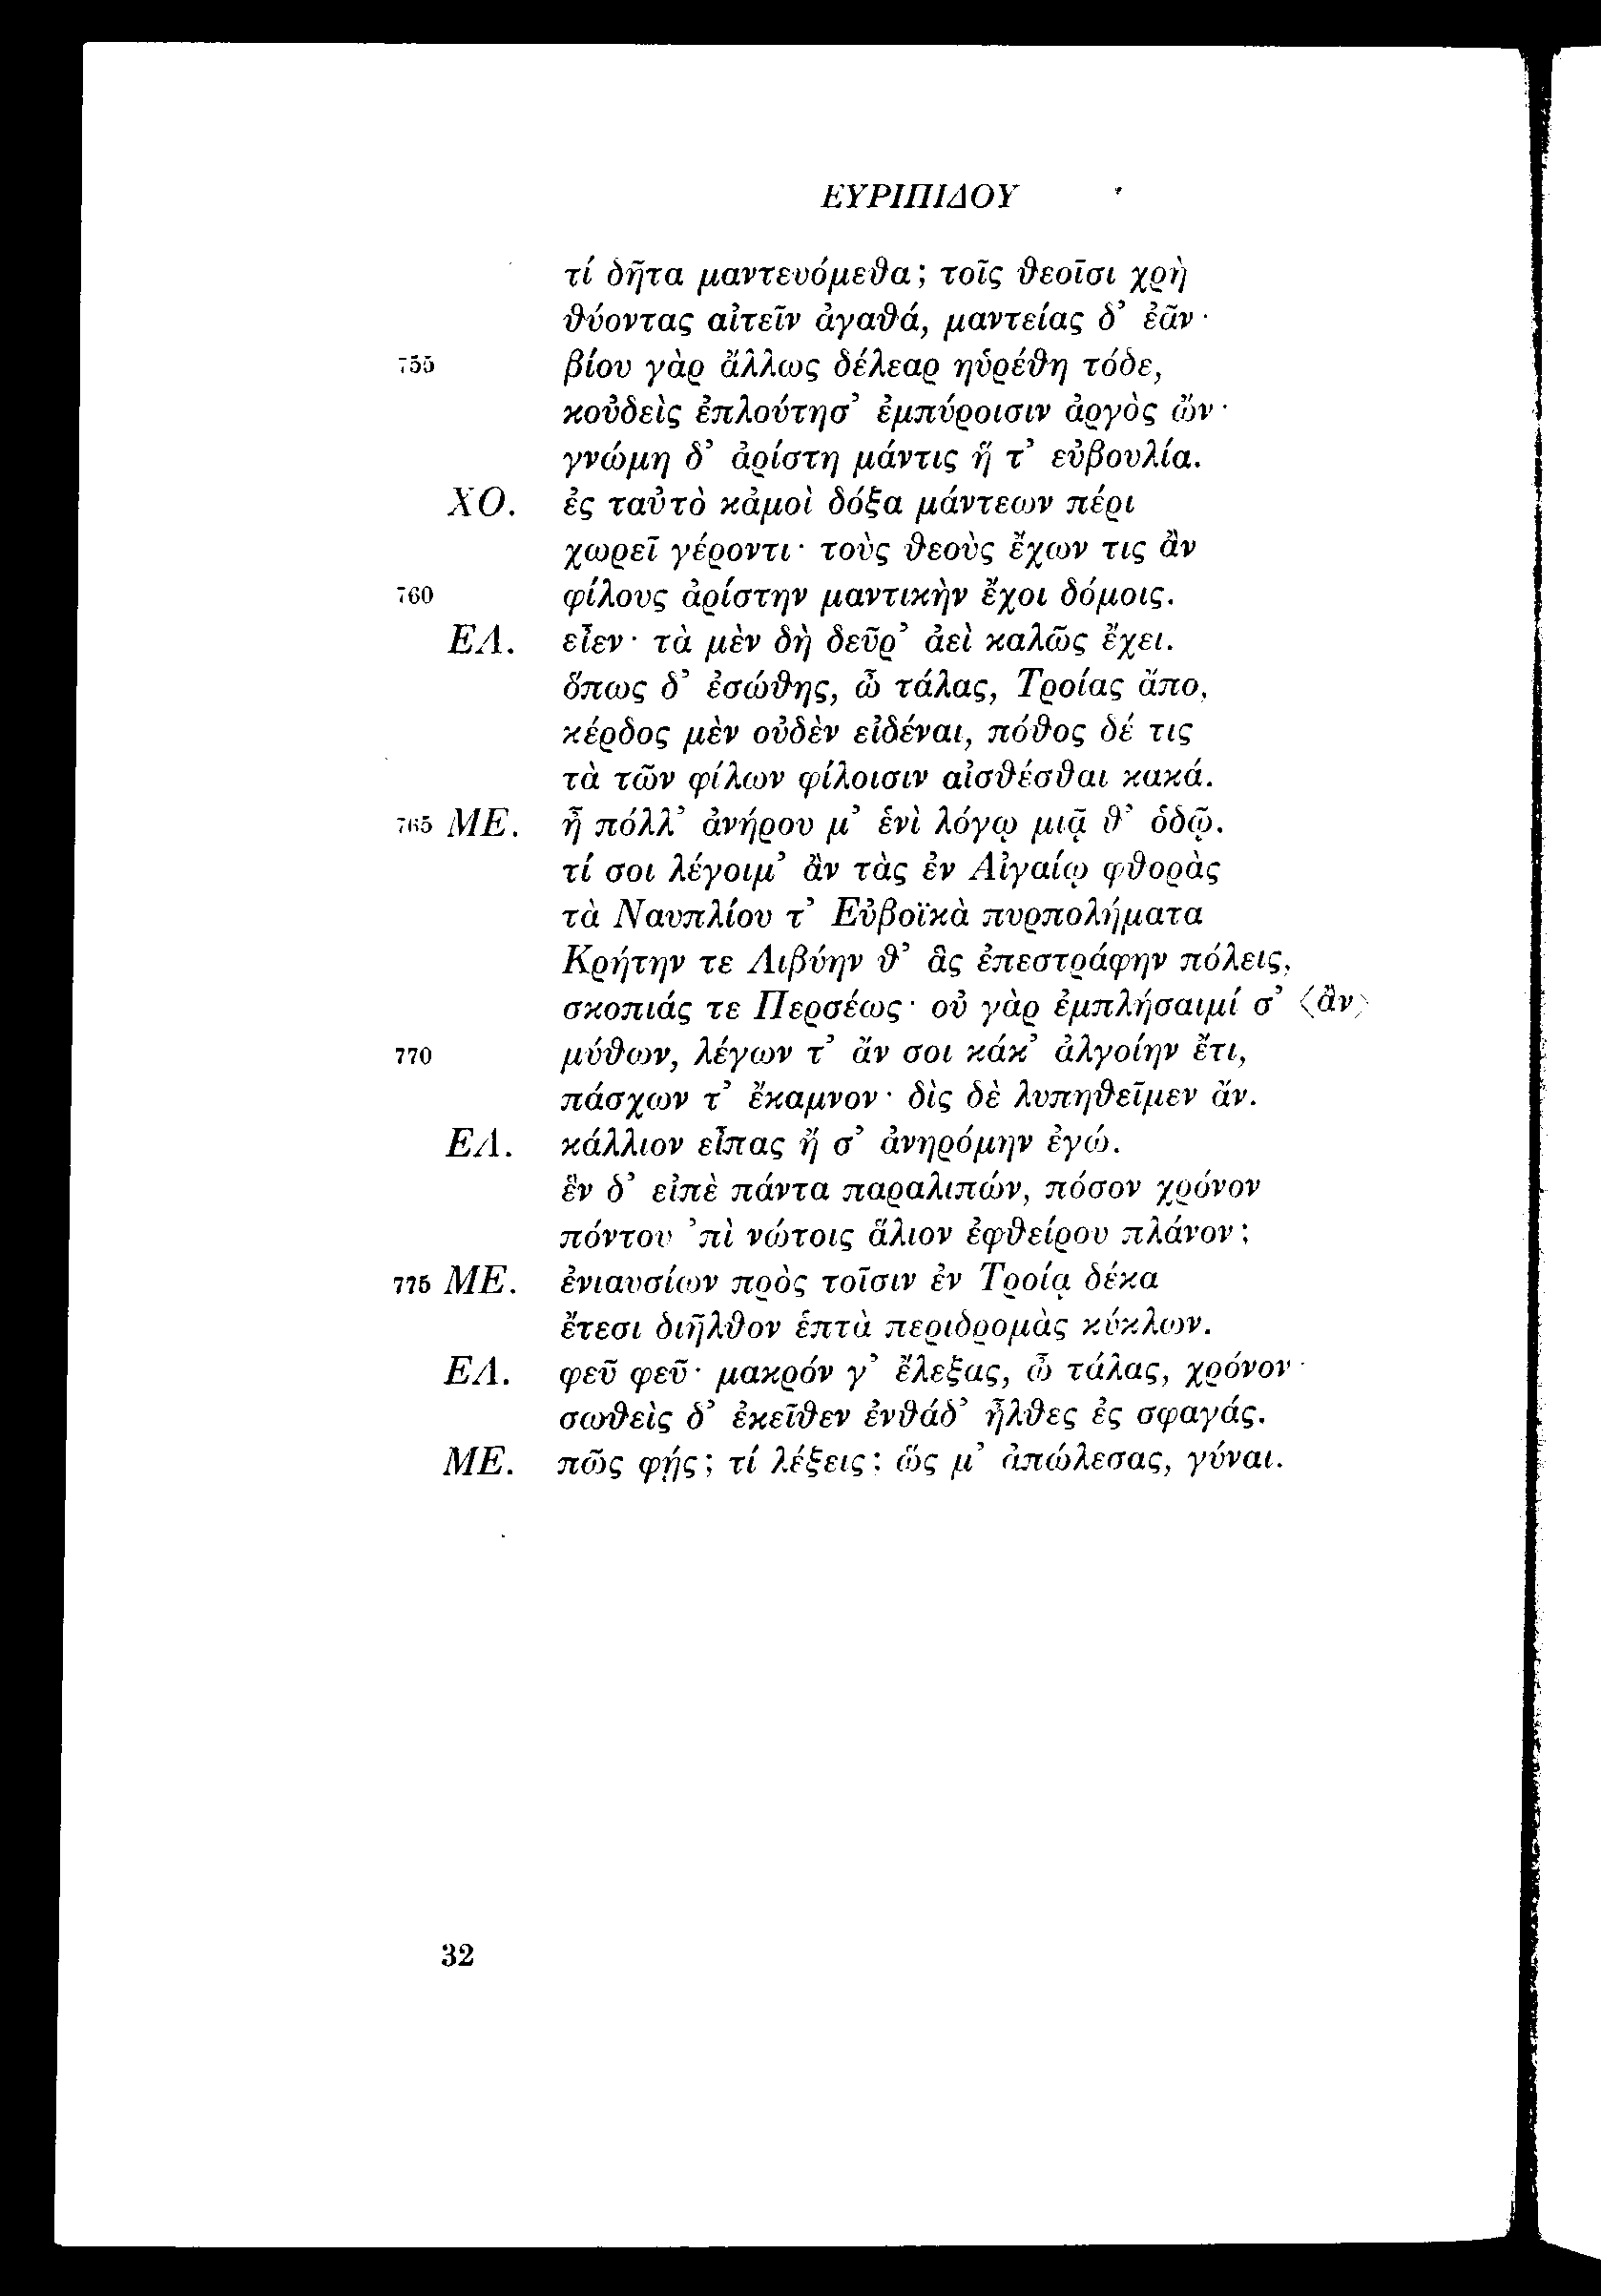 ΕΥΡΙΠΙΔΟΥ
τί δῆτα μαντευόμεθα; τοῖς θεοῖσι χρὴ
θύοντας αἰτεῖν ἀγαθά, μαντείας δ’ ἐᾶν·
755 βίου γὰρ ἄλλως δέλεαρ ηὑρέθη τόδε,
κοὐδεὶς ἐπλούτησ’ ἐμπύροισιν ἀργὸς ὤν·
γνώμη δ’ ἀρίστη μάντις ἥ τ’ εὐβουλία.
ΧΟ. ἐς ταὐτὸ κἀμοὶ δόξα μάντεων πέρι
χωρεῖ γέροντι· τοὺς θεοὺς ἔχων τις ἂν
760 φίλους ἀρίστην μαντικὴν ἔχοι δόμοις.
ΕΛ. εἶεν· τὰ μὲν δὴ δεῦρ’ ἀεὶ καλῶς ἔχει.
ὅπως δ’ ἐσώθης, ὦ τάλας, Τροίας ἄπο,
κέρδος μὲν οὐδὲν εἰδέναι, πόθος δέ τις
τὰ τῶν φίλων φίλοισιν αἰσθέσθαι κακά.
765 ΜΕ. ἦ πόλλ’ ἀνήρου μ’ ἑνὶ λόγῳ μιᾷ θ’ ὁδῷ.
τί σοι λέγοιμ’ ἂν τὰς ἐν Αἰγαίῳ φθορὰς
τὰ Ναυπλίου τ’ Εὐβοϊκὰ πυρπολήματα
Κρήτην τε Λιβύην θ’ ἃς ἐπεστράφην πόλεις,
σκοπιάς τε Περσέως· οὐ γὰρ ἐμπλήσαιμί σ’ ⟨ἂν⟩
770 μύθων, λέγων τ’ ἄν σοι κάκ’ ἀλγοίην ἔτι,
πάσχων τ’ ἔκαμνον· δὶς δὲ λυπηθεῖμεν ἄν.
ΕΛ. κάλλιον εἶπας ἤ σ’ ἀνηρόμην ἐγώ.
ἓν δ’ εἰπὲ πάντα παραλιπών, πόσον χρόνον
πόντου ’πὶ νώτοις ἅλιον ἐφθείρου πλάνον;
775 ΜΕ. ἐνιαυσίων πρὸς τοῖσιν ἐν Τροίᾳ δέκα
ἔτεσι διῆλθον ἑπτὰ περιδρομὰς κύκλων.
ΕΛ. φεῦ φεῦ· μακρόν γ’ ἔλεξας, ὦ τάλας, χρόνον·
σωθεὶς δ’ ἐκεῖθεν ἐνθάδ’ ἦλθες ἐς σφαγάς.
ΜΕ. πῶς φῄς; τί λέξεις; ὥς μ’ ἀπώλεσας, γύναι.
32